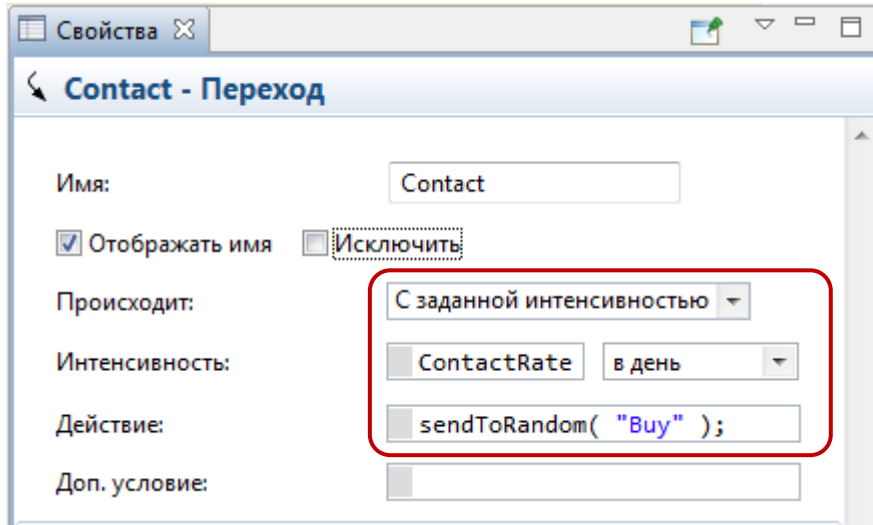 Свойства
Contact - Переход
Имя: Contact
Отображать имя Исключить
Происходит: С заданной интенсивностью
Интенсивность: ContactRate в день
Действие: sendToRandom( "Buy" );
Доп. условие: